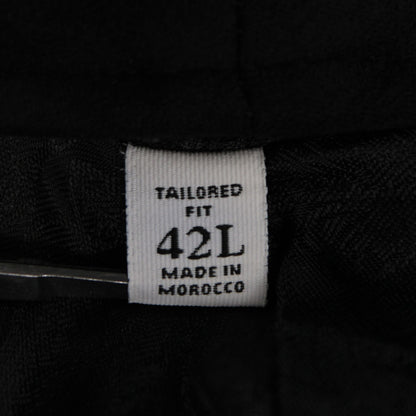 TAILORED
FIT
42L
MADE IN
MOROCCO